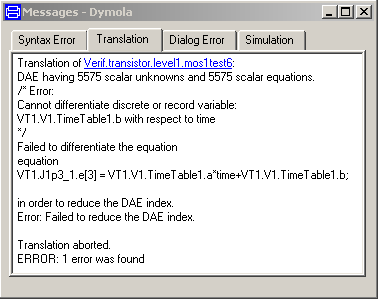 Messages - Dymola
Syntax Error Translation Dialog Error Simulation
Translation of Verif.transistor.level1.mos1test6:
DAE having 5575 scalar unknowns and 5575 scalar equations.
/* Error:
Cannot differentiate discrete or record variable:
VT1.V1.TimeTable1.b with respect to time
*/
Failed to differentiate the equation
equation
VT1.J1p3_1.e[3] = VT1.V1.TimeTable1.a*time+VT1.V1.TimeTable1.b;
in order to reduce the DAE index.
Error: Failed to reduce the DAE index.
Translation aborted.
ERROR: 1 error was found